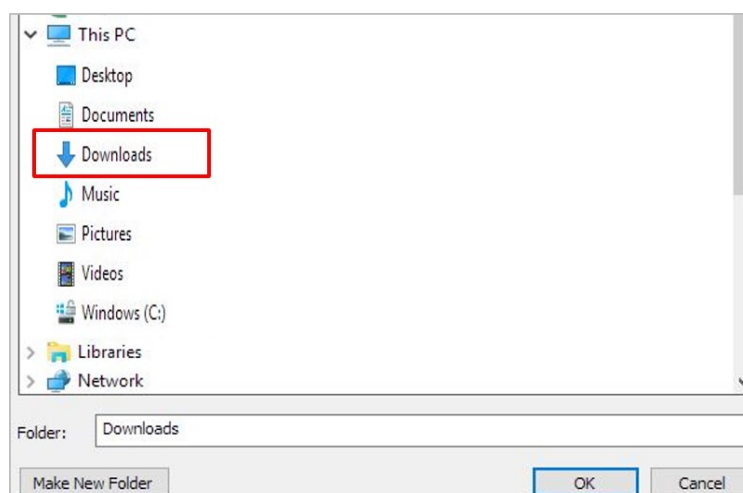 This PC
Desktop
Documents
Downloads
Music
Pictures
Videos
Windows (C:)
Libraries
Network
Folder: Downloads
Make New Folder OK Cancel